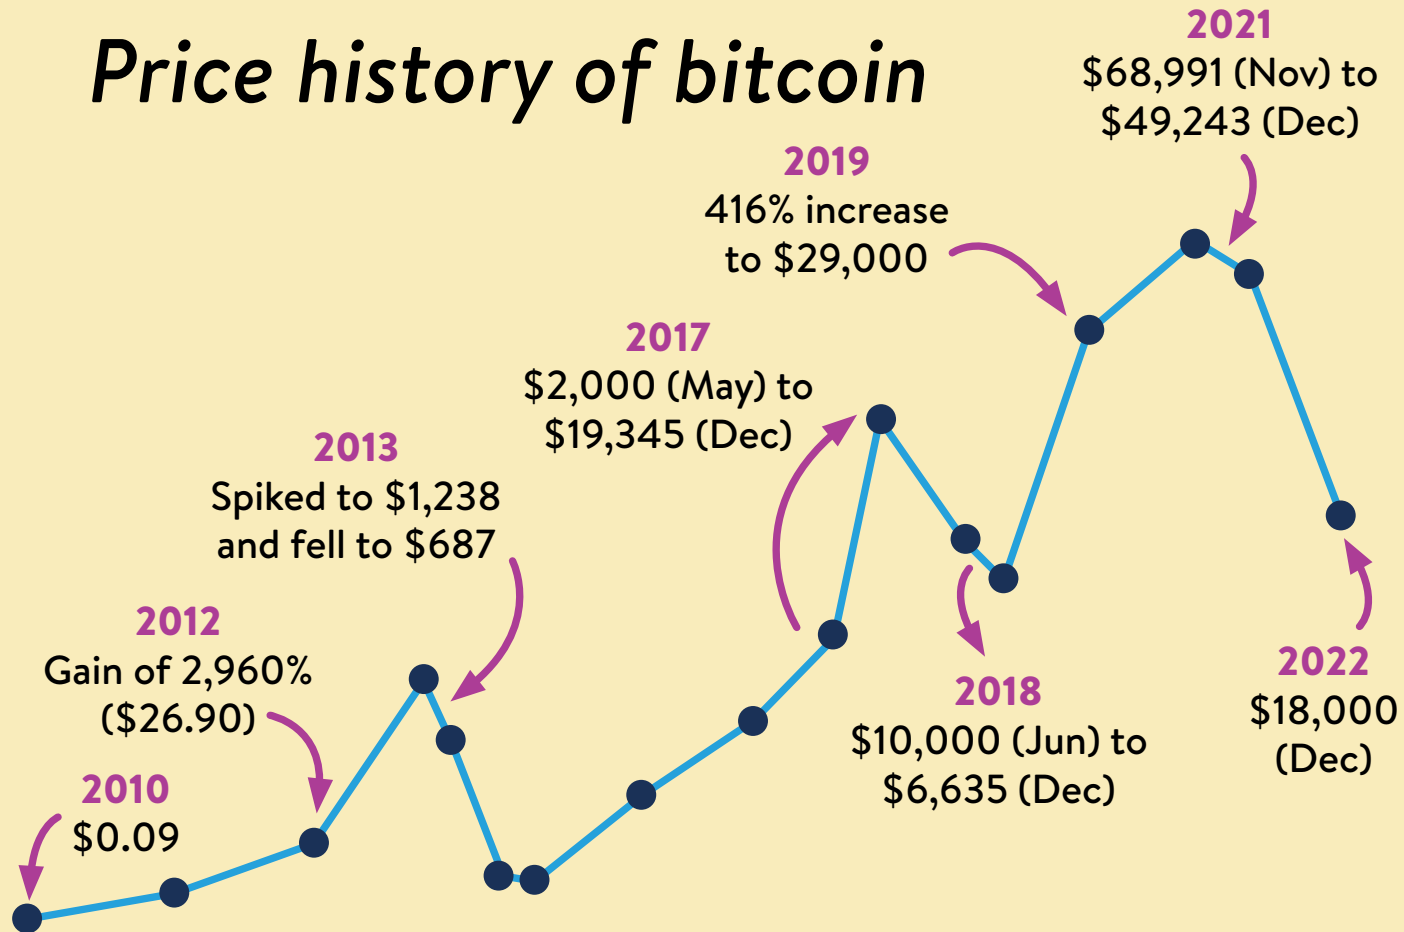 Price history of bitcoin
2010
$0.09
2012
Gain of 2,960%
($26.90)
2013
Spiked to $1,238
and fell to $687
2017
$2,000 (May) to
$19,345 (Dec)
2018
$10,000 (Jun) to
$6,635 (Dec)
2019
416% increase
to $29,000
2021
$68,991 (Nov) to
$49,243 (Dec)
2022
$18,000
(Dec)